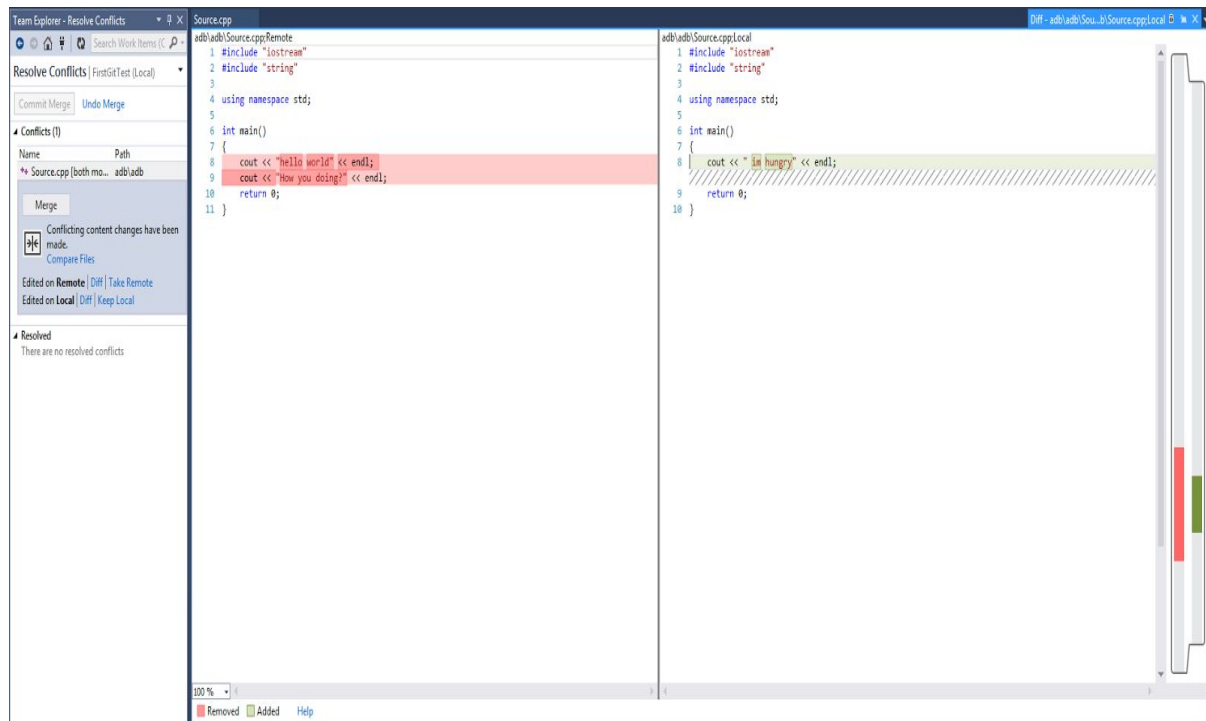 Team Explorer - Resolve Conflicts
Search Work Items (C
Resolve Conflicts | FirstGitTest (Local)
Commit Merge Undo Merge
Conflicts (1)
Name Path
Source.cpp [both mo... adb\adb
Merge
Conflicting content changes have been
made.
Compare Files
Edited on Remote | Diff | Take Remote
Edited on Local | Diff | Keep Local
Resolved
There are no resolved conflicts
Source.cpp
adb\adb\Source.cpp;Remote
1 #include "iostream"
2 #include "string"
3
4 using namespace std;
5
6 int main()
7 {
8 cout << "hello world" << endl;
9 cout << "How you doing?" << endl;
10 return 0;
11 }
100 %
Removed Added Help
Diff - adb\adb\Sou...b\Source.cpp;Local
adb\adb\Source.cpp;Local
1 #include "iostream"
2 #include "string"
3
4 using namespace std;
5
6 int main()
7 {
8 cout << " im hungry" << endl;
9 return 0;
10 }